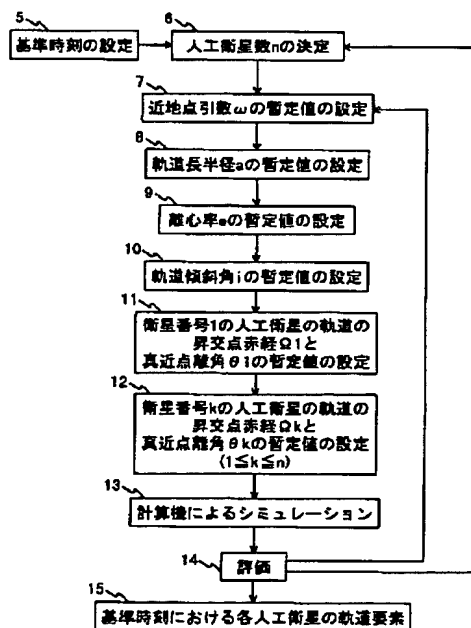 5
基準時刻の設定
6
人工衛星数nの決定
7
近地点引数ωの暫定値の設定
8
軌道長半径aの暫定値の設定
9
離心率eの暫定値の設定
10
軌道傾斜角iの暫定値の設定
11
衛星番号1の人工衛星の軌道の
昇交点赤経Ω1と
真近点離角θ1の暫定値の設定
12
衛星番号kの人工衛星の軌道の
昇交点赤経Ωkと
真近点離角θkの暫定値の設定
(1≦k≦n)
13
計算機によるシミュレーション
14
評価
15
基準時刻における各人工衛星の軌道要素